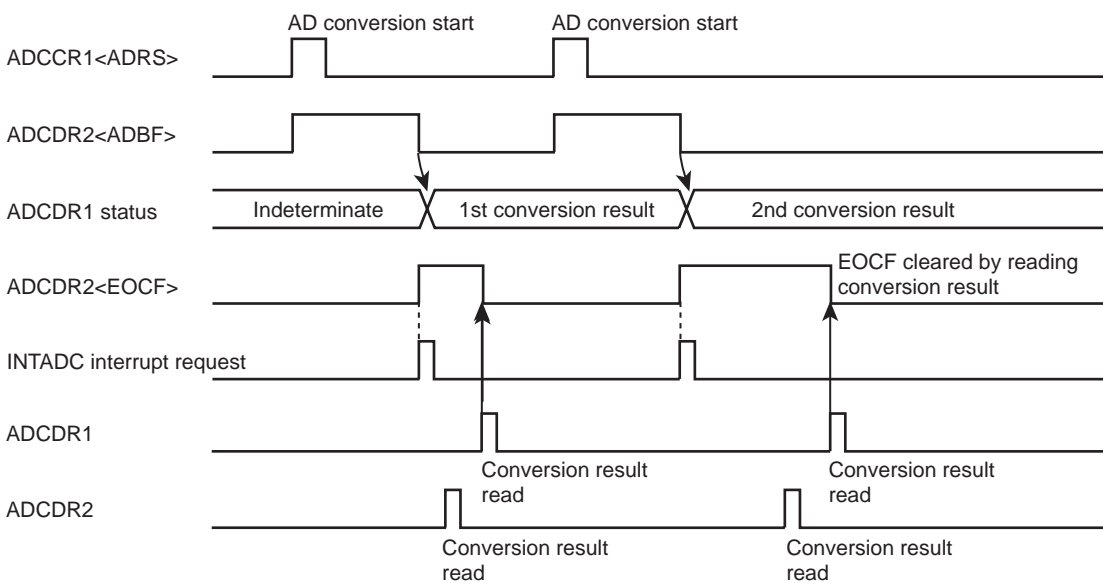 AD conversion start
AD conversion start
ADCCR1<ADRS>
ADCDR2<ADBF>
ADCDR1 status
Indeterminate
1st conversion result
2nd conversion result
ADCDR2<EOCF>
EOCF cleared by reading
conversion result
INTADC interrupt request
ADCDR1
Conversion result
read
Conversion result
read
ADCDR2
Conversion result
read
Conversion result
read